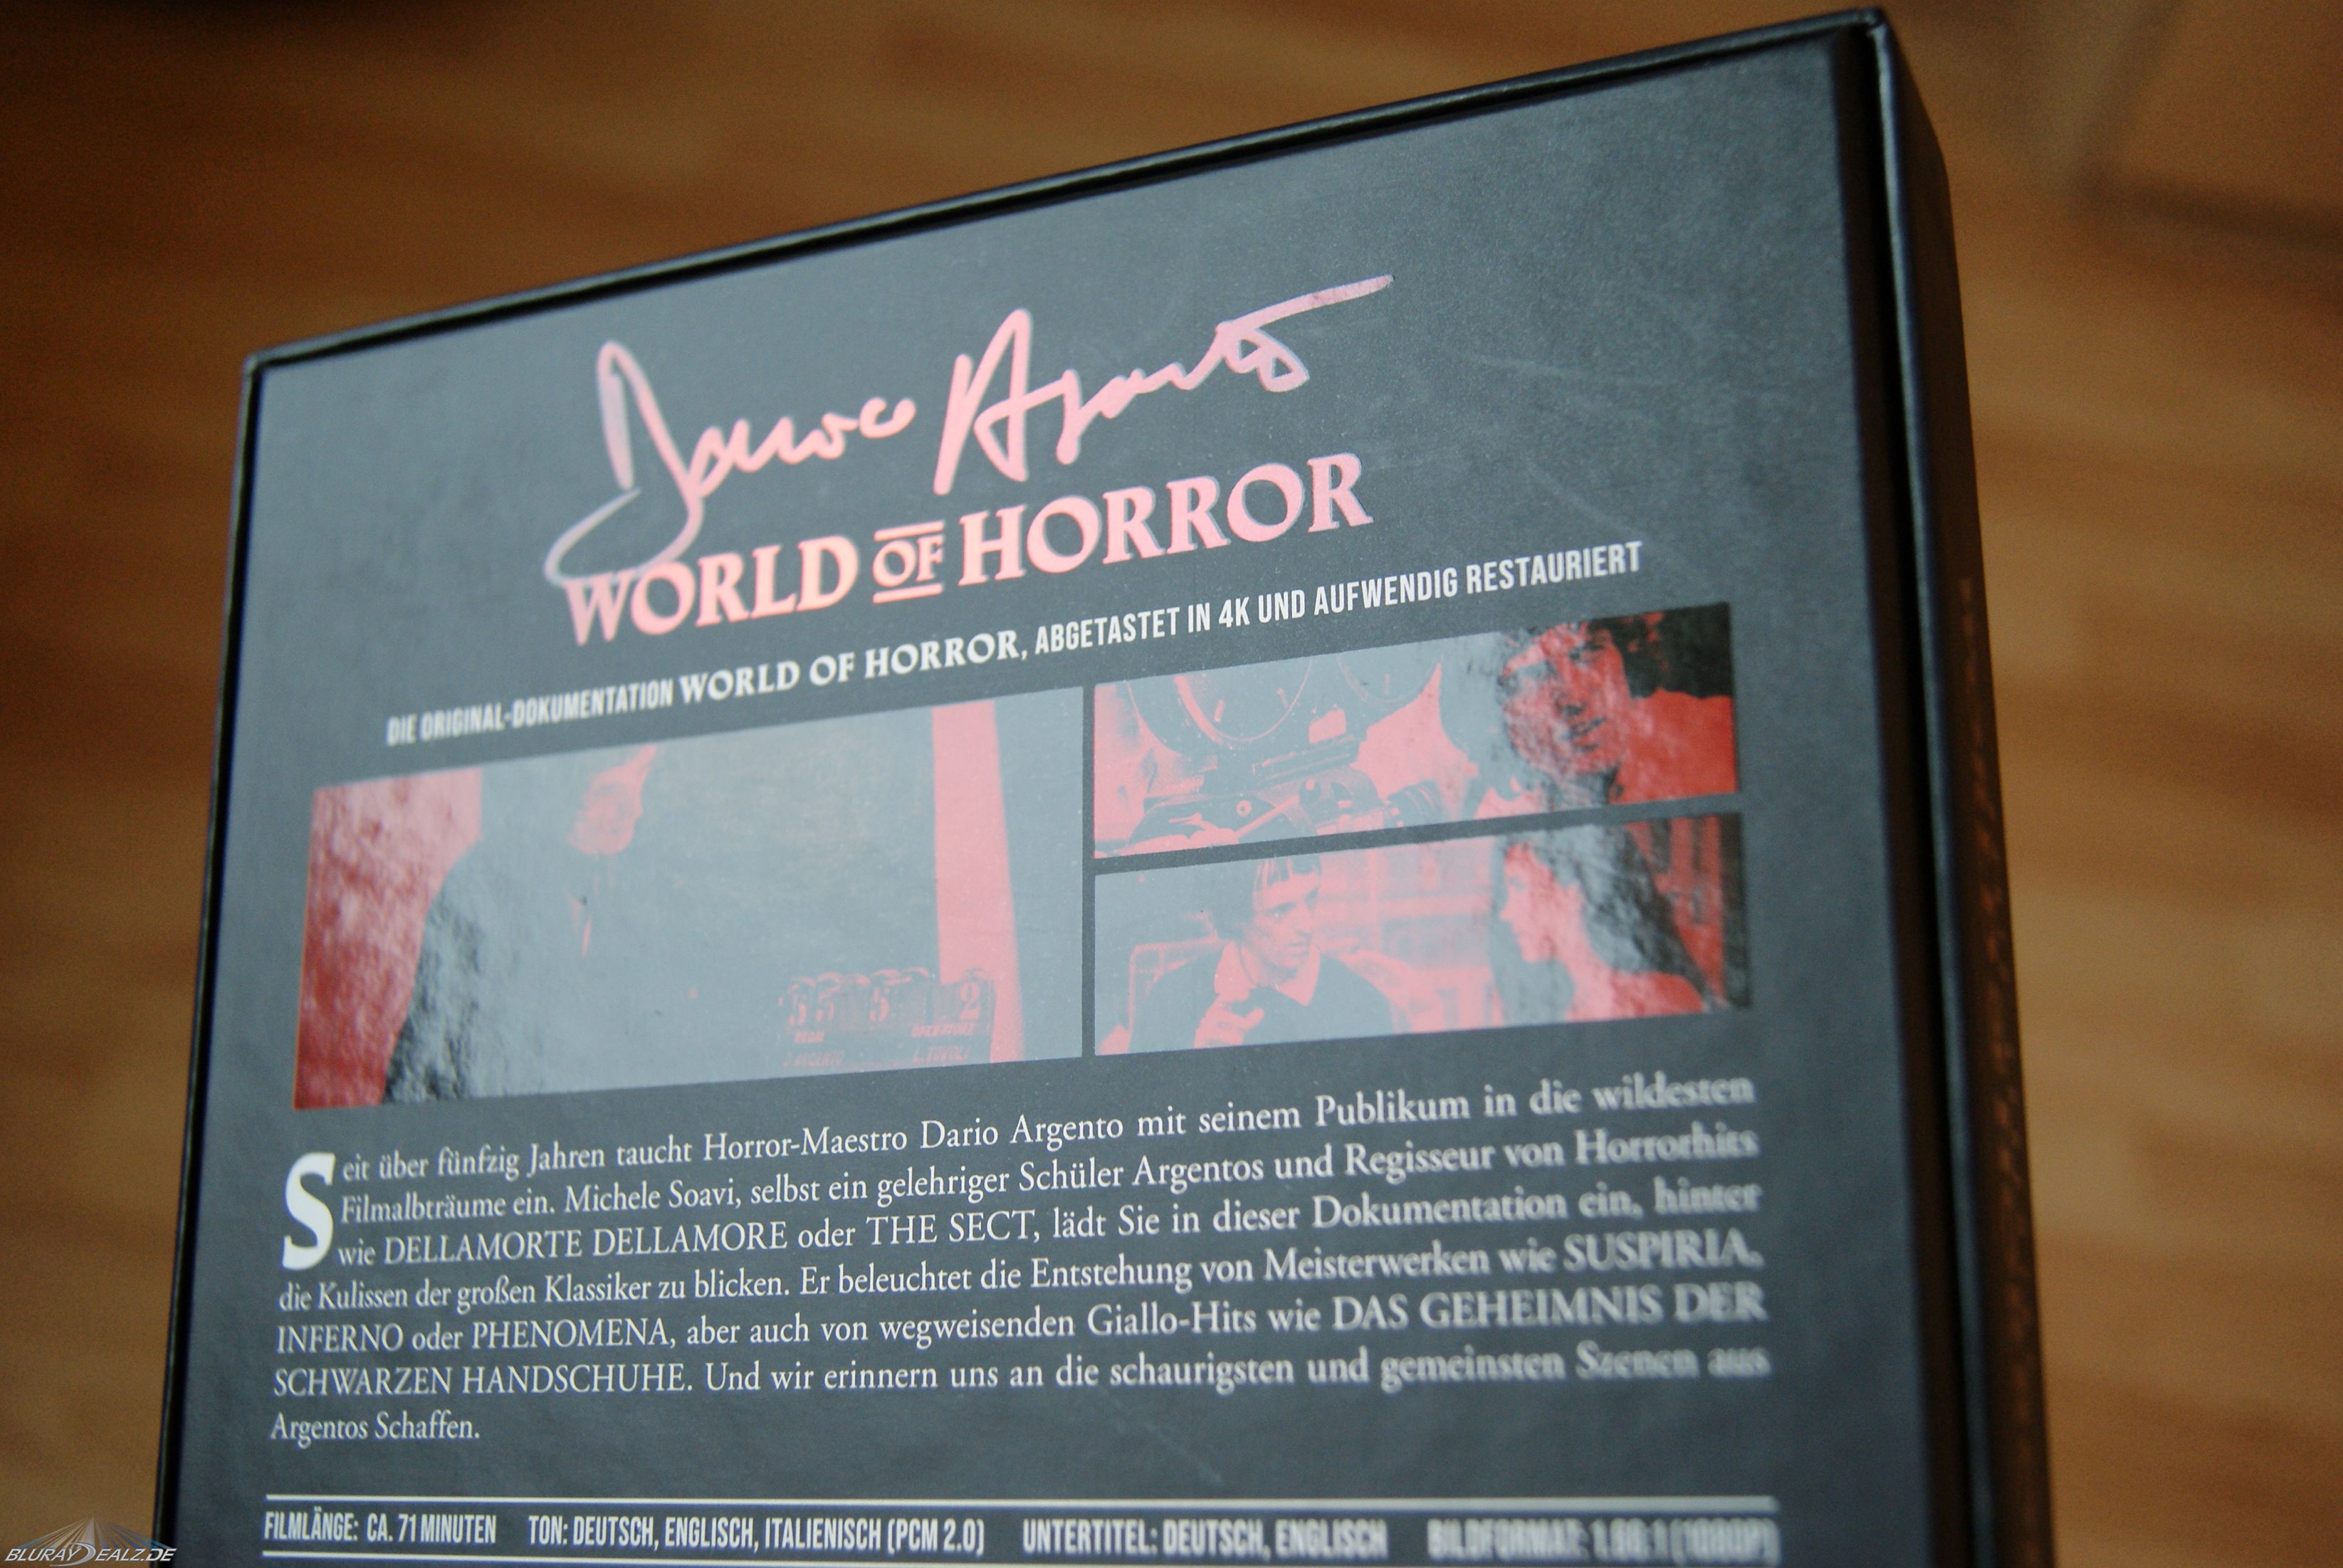 Dario Argento
WORLD OF HORROR
DIE ORIGINAL-DOKUMENTATION WORLD OF HORROR, ABGETASTET IN 4K UND AUFWENDIG RESTAURIERT
Seit über fünfzig Jahren taucht Horror-Maestro Dario Argento mit seinem Publikum in die wildesten
Filmalbträume ein. Michele Soavi, selbst ein gelehriger Schüler Argentos und Regisseur von Horrorhits
wie DELLAMORTE DELLAMORE oder THE SECT, lädt Sie in dieser Dokumentation ein, hinter
die Kulissen der großen Klassiker zu blicken. Er beleuchtet die Entstehung von Meisterwerken wie SUSPIRIA,
INFERNO oder PHENOMENA, aber auch von wegweisenden Giallo-Hits wie DAS GEHEIMNIS DER
SCHWARZEN HANDSCHUHE. Und wir erinnern uns an die schaurigsten und gemeinsten Szenen aus
Argentos Schaffen.
FILMLÄNGE: CA. 71 MINUTEN TON: DEUTSCH, ENGLISCH, ITALIENISCH (PCM 2.0) UNTERTITEL: DEUTSCH, ENGLISCH BILDFORMAT: (1080P)
BLURAYDEALZ.DE